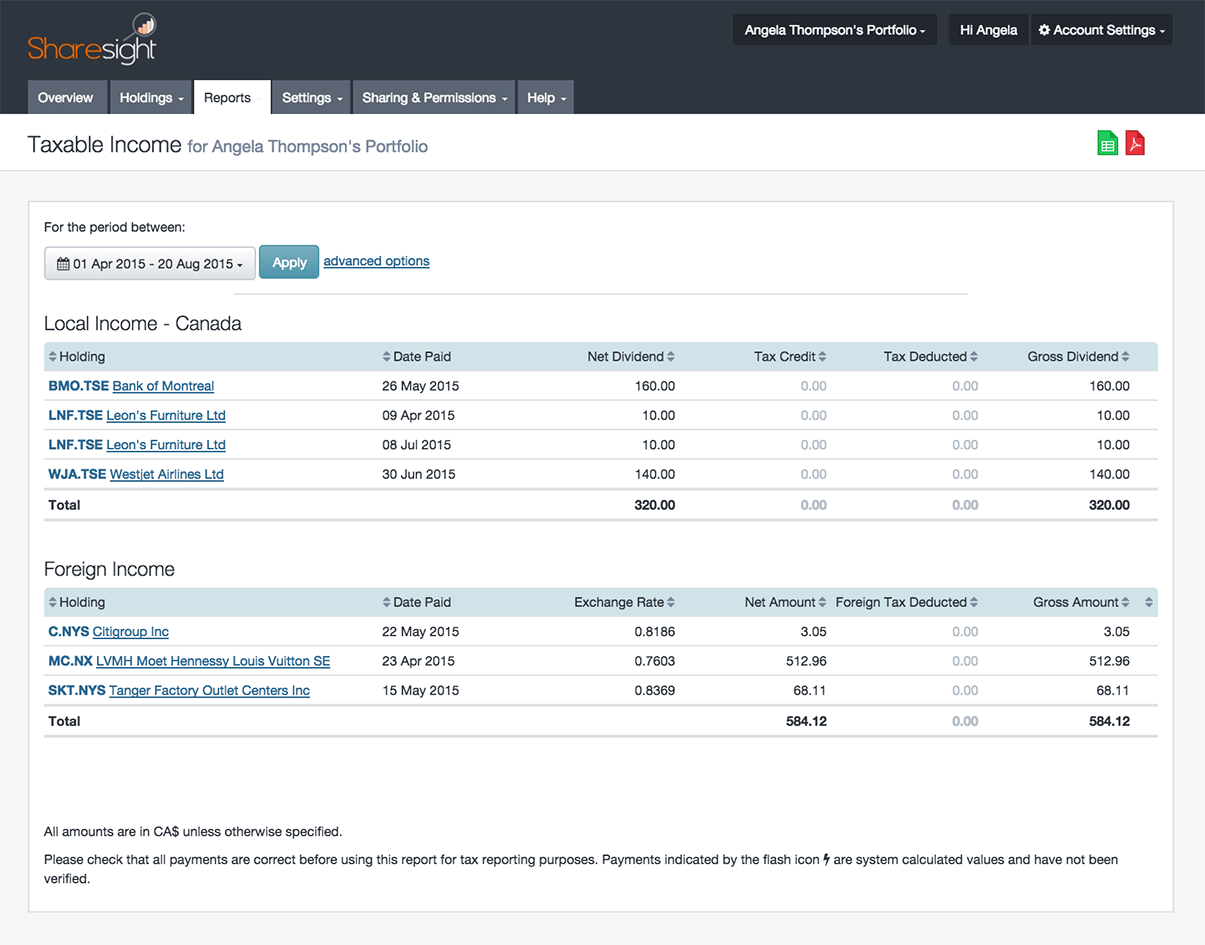 Sharesight
Angela Thompson's Portfolio
Hi Angela
Account Settings
Overview Holdings Reports Settings Sharing & Permissions Help
Taxable Income for Angela Thompson's Portfolio
For the period between:
01 Apr 2015 - 20 Aug 2015 Apply advanced options
Local Income - Canada
Holding Date Paid Net Dividend Tax Credit Tax Deducted Gross Dividend
BMO.TSE Bank of Montreal 26 May 2015 160.00 0.00 0.00 160.00
LNF.TSE Leon's Furniture Ltd 09 Apr 2015 10.00 0.00 0.00 10.00
LNF.TSE Leon's Furniture Ltd 08 Jul 2015 10.00 0.00 0.00 10.00
WJA.TSE Westjet Airlines Ltd 30 Jun 2015 140.00 0.00 0.00 140.00
Total 320.00 0.00 0.00 320.00
Foreign Income
Holding Date Paid Exchange Rate Net Amount Foreign Tax Deducted Gross Amount
C.NYS Citigroup Inc 22 May 2015 0.8186 3.05 0.00 3.05
MC.NX LVMH Moet Hennessy Louis Vuitton SE 23 Apr 2015 0.7603 512.96 0.00 512.96
SKT.NYS Tanger Factory Outlet Centers Inc 15 May 2015 0.8369 68.11 0.00 68.11
Total 584.12 0.00 584.12
All amounts are in CA$ unless otherwise specified.
Please check that all payments are correct before using this report for tax reporting purposes. Payments indicated by the flash icon are system calculated values and have not been
verified.